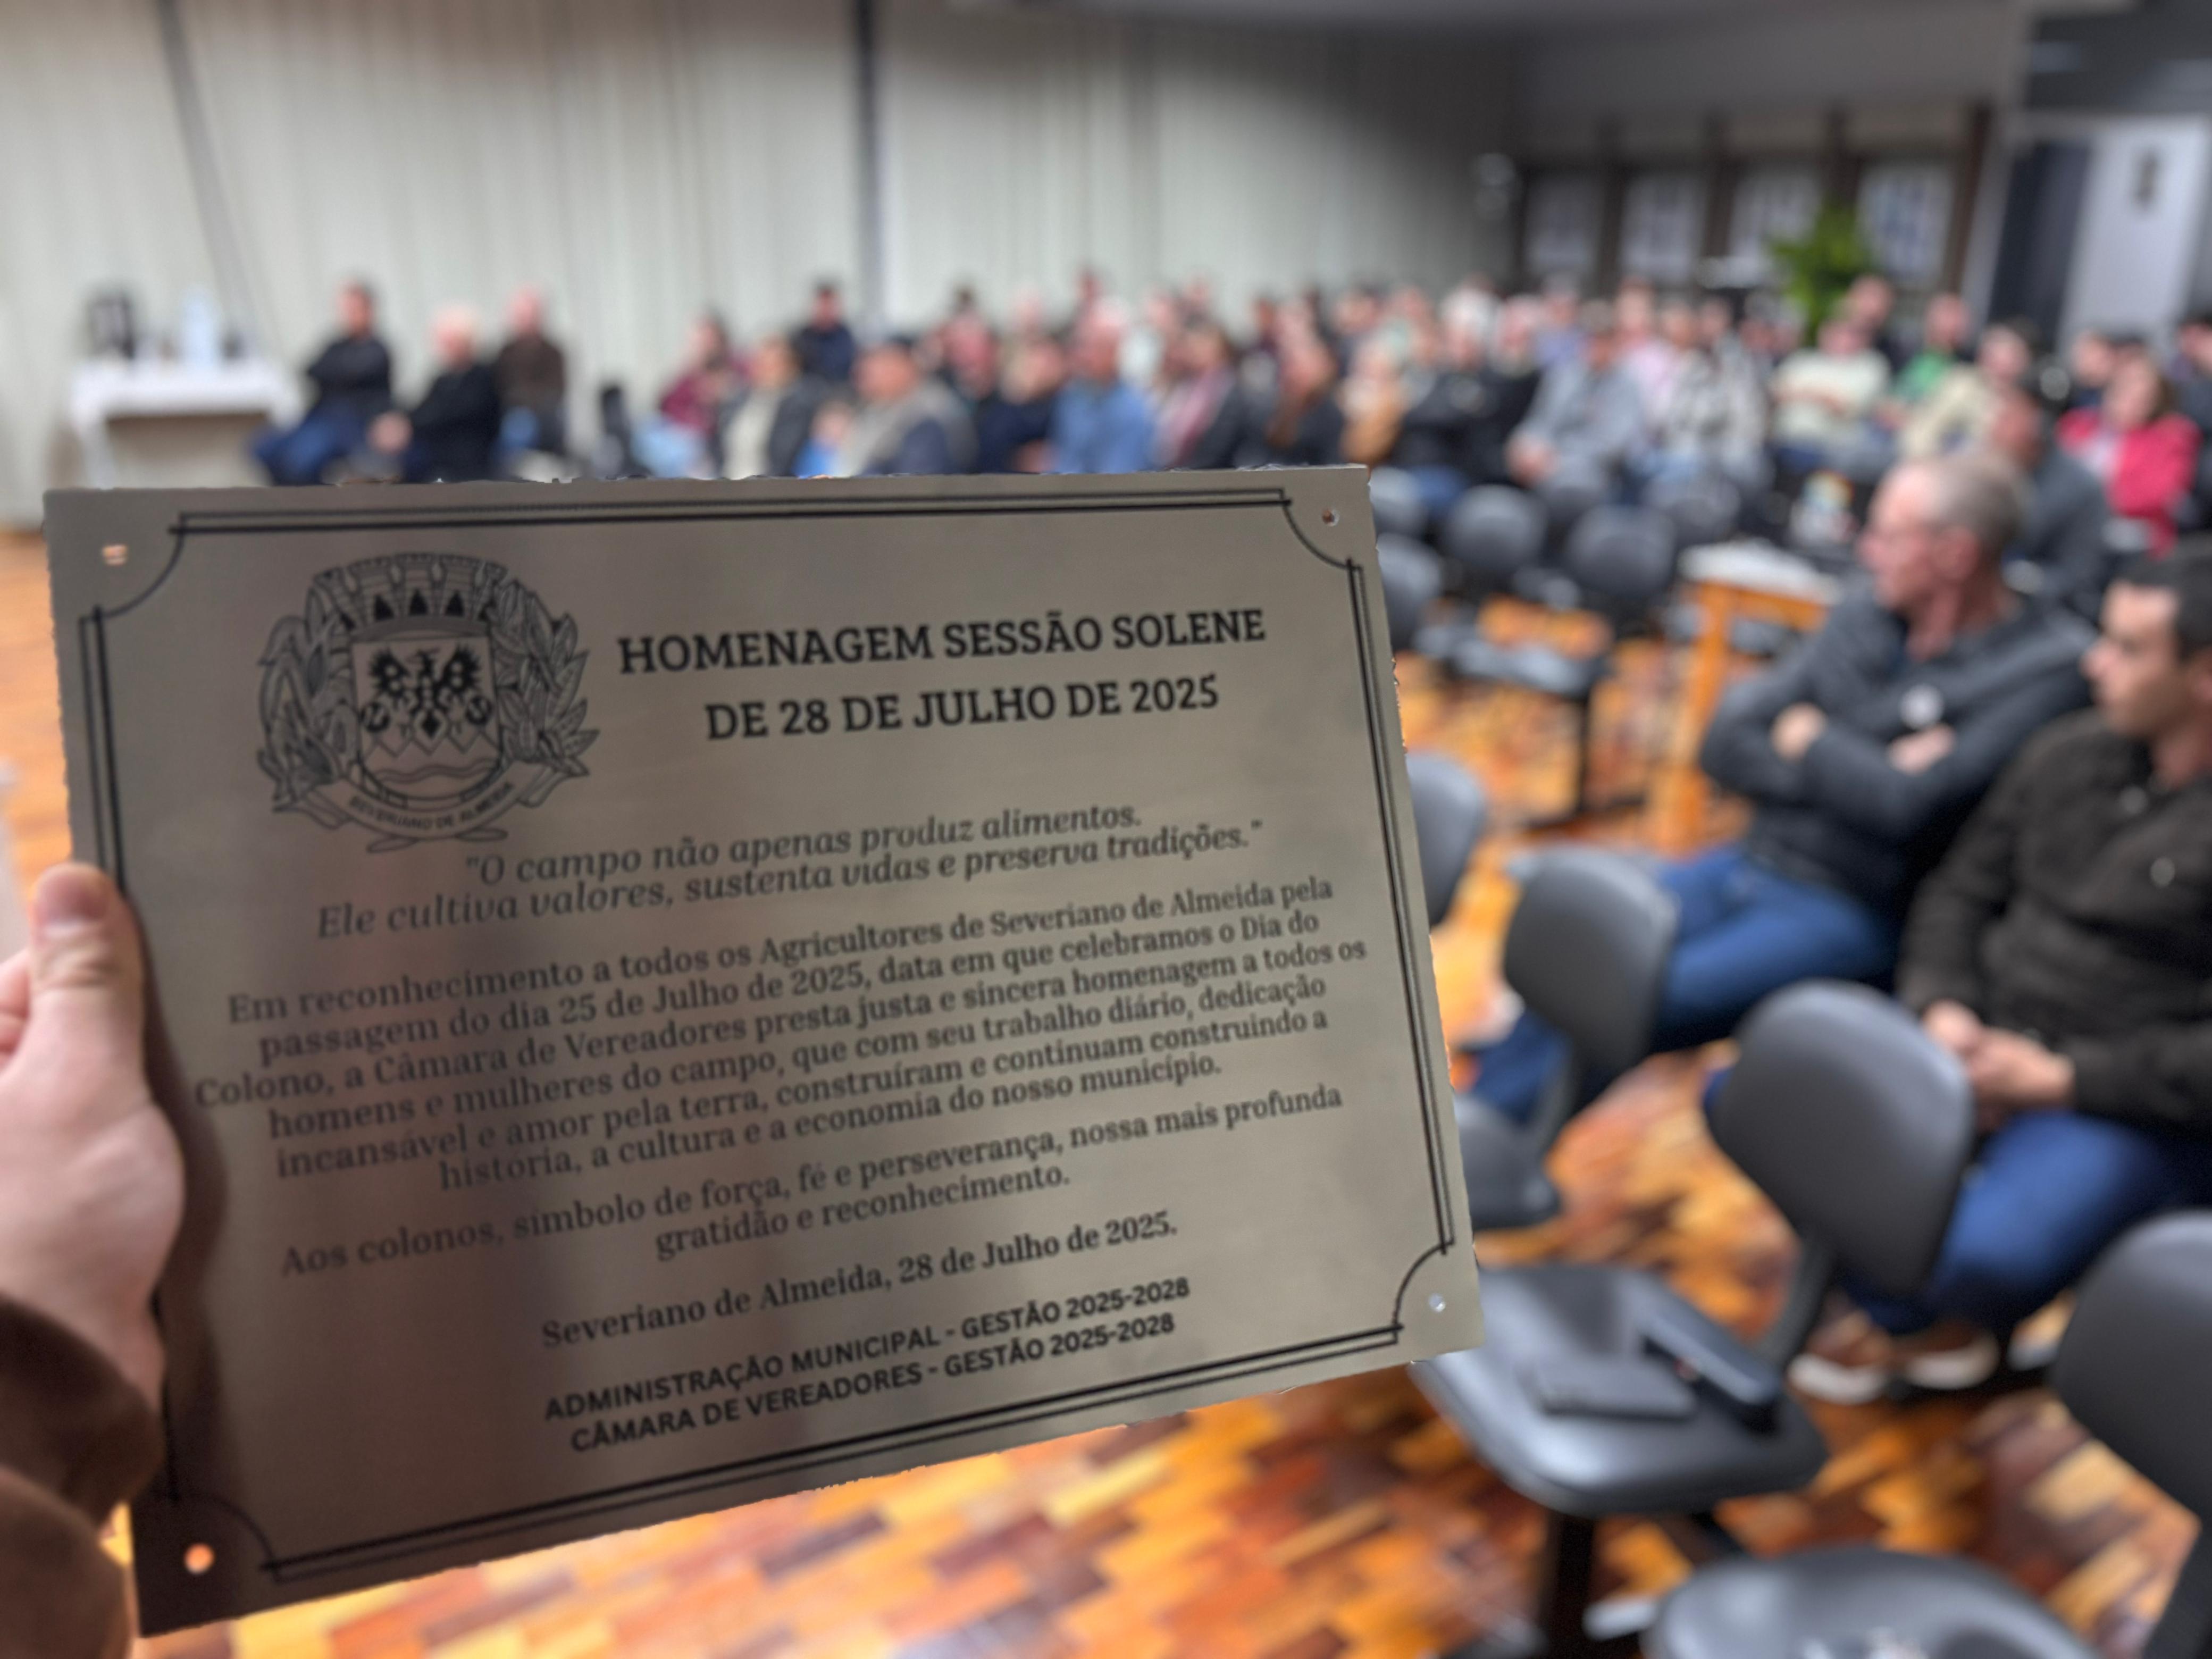 SEVERIANO DE ALMEIDA
HOMENAGEM SESSÃO SOLENE
DE 28 DE JULHO DE 2025
"O campo não apenas produz alimentos.
Ele cultiva valores, sustenta vidas e preserva tradições."
Em reconhecimento a todos os Agricultores de Severiano de Almeida pela
passagem do dia 25 de Julho de 2025, data em que celebramos o Dia do
Colono, a Câmara de Vereadores presta justa e sincera homenagem a todos os
homens e mulheres do campo, que com seu trabalho diário, dedicação
incansável e amor pela terra, construíram e continuam construindo a
história, a cultura e a economia do nosso município.
Aos colonos, símbolo de força, fé e perseverança, nossa mais profunda
gratidão e reconhecimento.
Severiano de Almeida, 28 de Julho de 2025.
ADMINISTRAÇÃO MUNICIPAL - GESTÃO 2025-2028
CÂMARA DE VEREADORES - GESTÃO 2025-2028